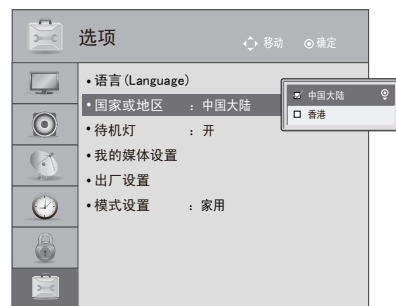 选项
移动 确定
•语言(Language)
•国家或地区 ：中国大陆
中国大陆
香港
•待机灯 ：开
•我的媒体设置
•出厂设置
•模式设置 ：家用